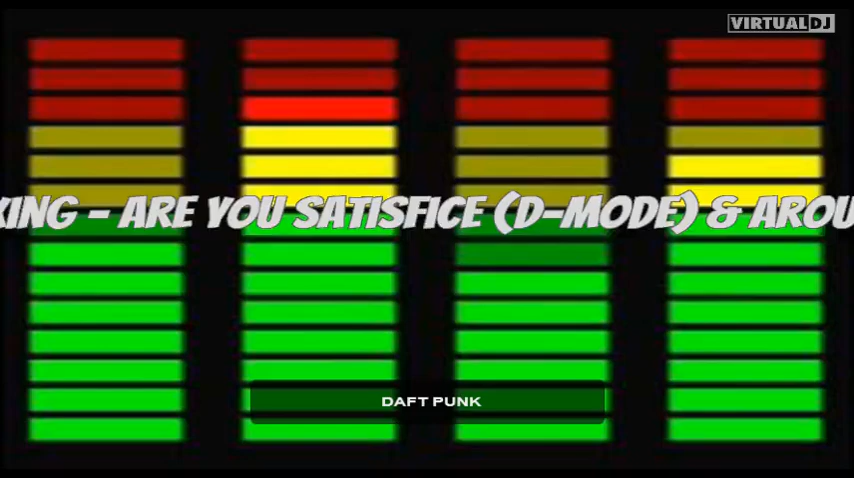 VIRTUALDJ
KING - ARE YOU SATISFICE (D-MODE) & AROU
DAFT PUNK